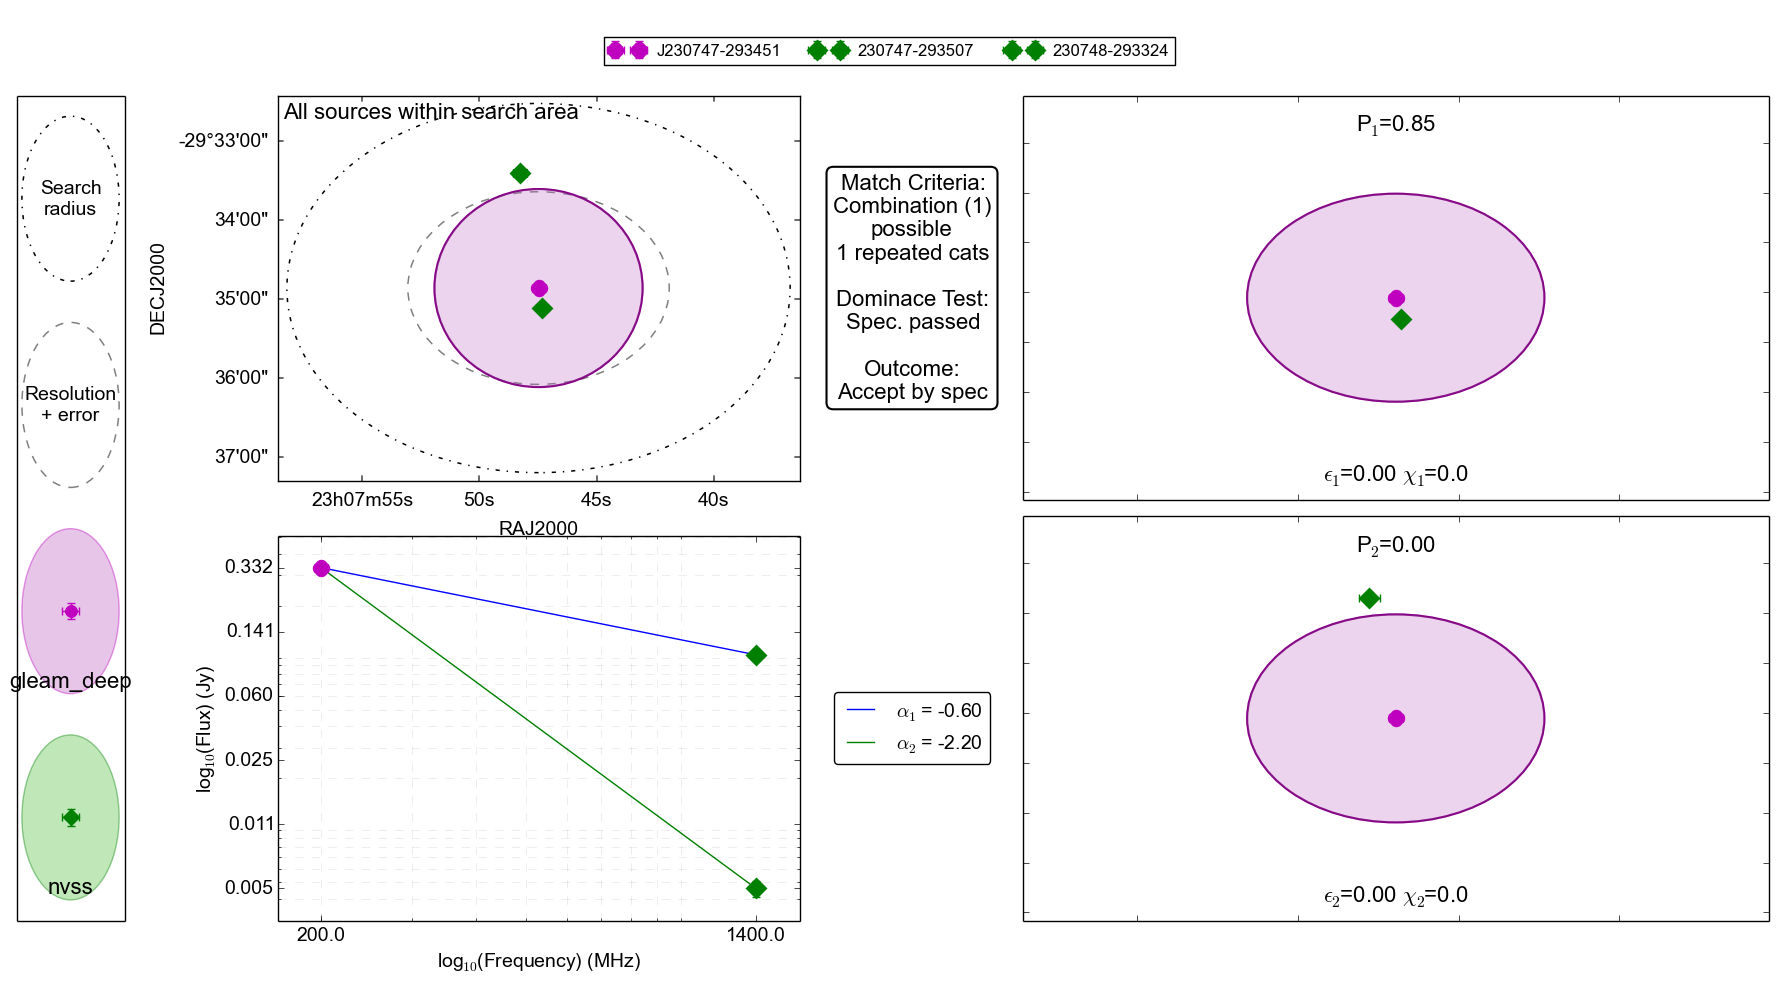 J230747-293451 230747-293507 230748-293324
Search
radius
Resolution
+ error
gleam_deep
nvss
All sources within search area
DECJ2000
-29°33'00"
34'00"
35'00"
36'00"
37'00"
23h07m55s 50s 45s 40s
RAJ2000
Match Criteria:
Combination (1)
possible
1 repeated cats
Dominace Test:
Spec. passed
Outcome:
Accept by spec
P₁=0.85
ϵ₁=0.00 χ₁=0.0
log₁₀(Flux) (Jy)
0.332
0.141
0.060
0.025
0.011
0.005
200.0 1400.0
log₁₀(Frequency) (MHz)
α₁ = -0.60
α₂ = -2.20
P₂=0.00
ϵ₂=0.00 χ₂=0.0